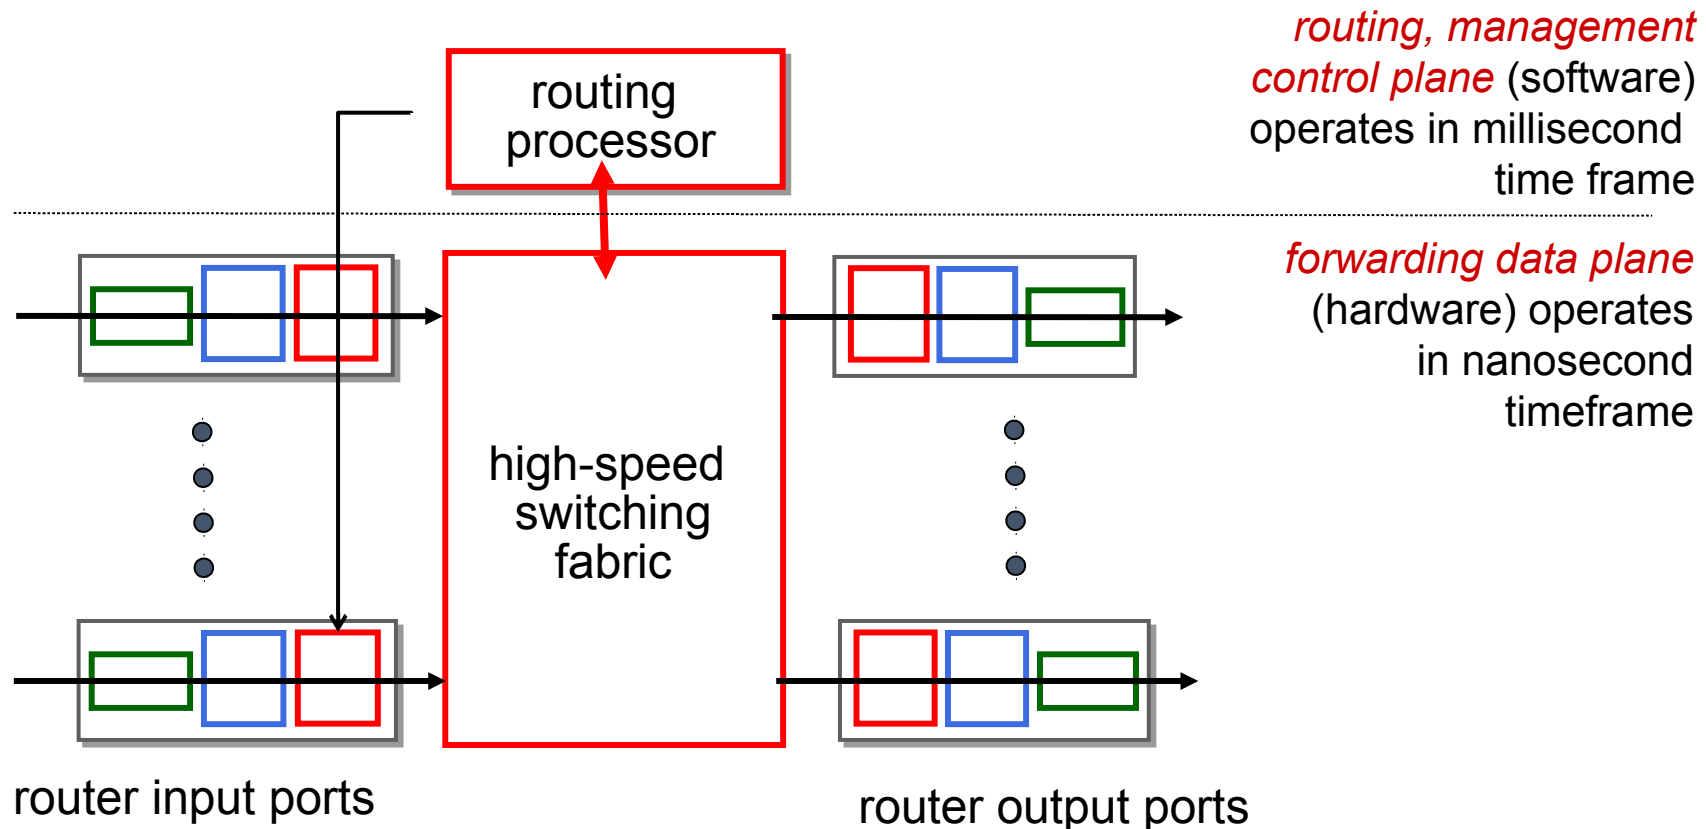 routing, management
control plane (software)
operates in millisecond
time frame
routing
processor
forwarding data plane
(hardware) operates
in nanosecond
timeframe
high-speed
switching
fabric
router input ports
router output ports